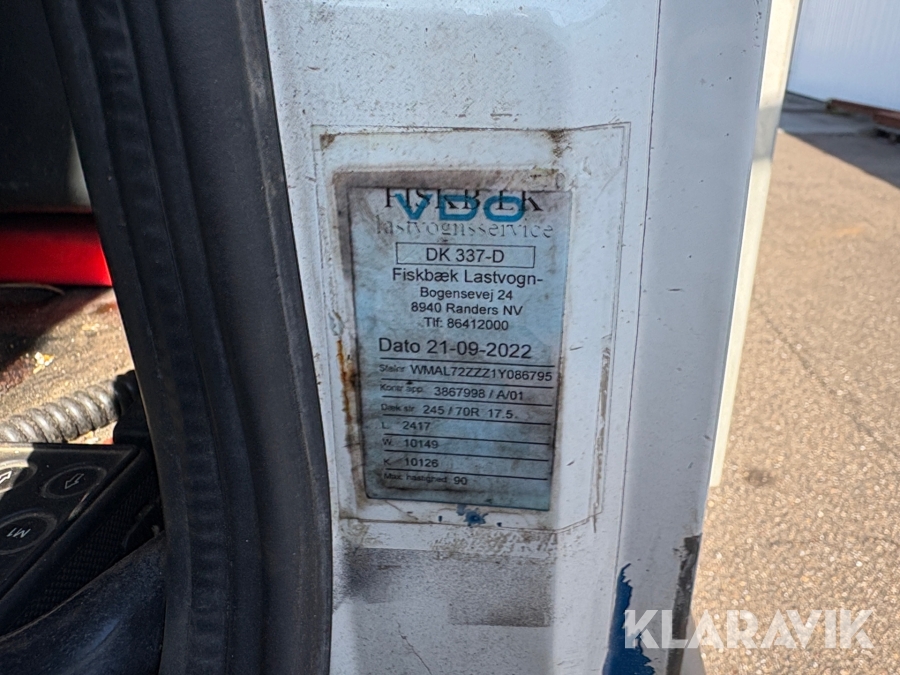 FISKBÆK
VDO
lastvognsservice
DK 337-D
Fiskbæk Lastvogn-
Bogensevej 24
8940 Randers NV
Tlf: 86412000
Dato 21-09-2022
Stelnr WMAL72ZZZ1Y086795
Kontr.app. 3867998 / A/01
Dæk str. 245 / 70R 17.5
L. 2417
W. 10149
K. 10126
Max. hastighed 90
M1
KLARAVIK